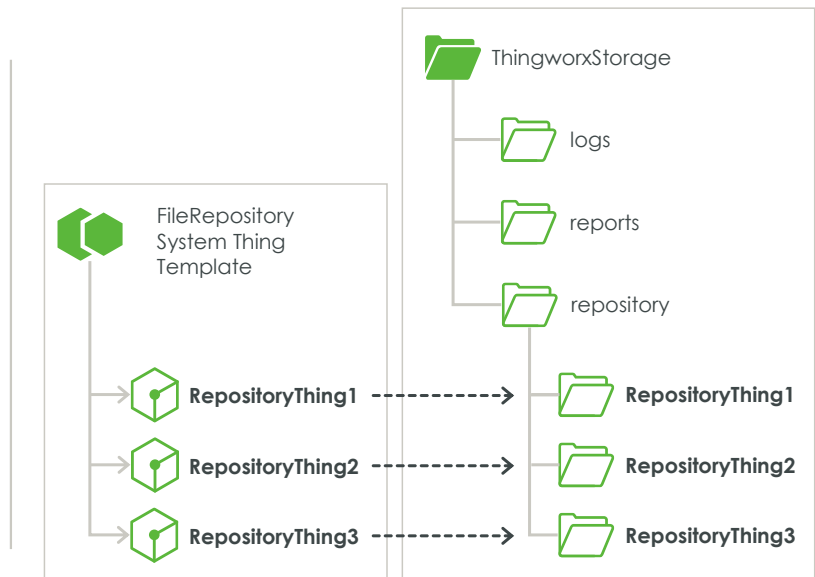 FileRepository
System Thing
Template
RepositoryThing1
RepositoryThing2
RepositoryThing3
ThingworxStorage
logs
reports
repository
RepositoryThing1
RepositoryThing2
RepositoryThing3